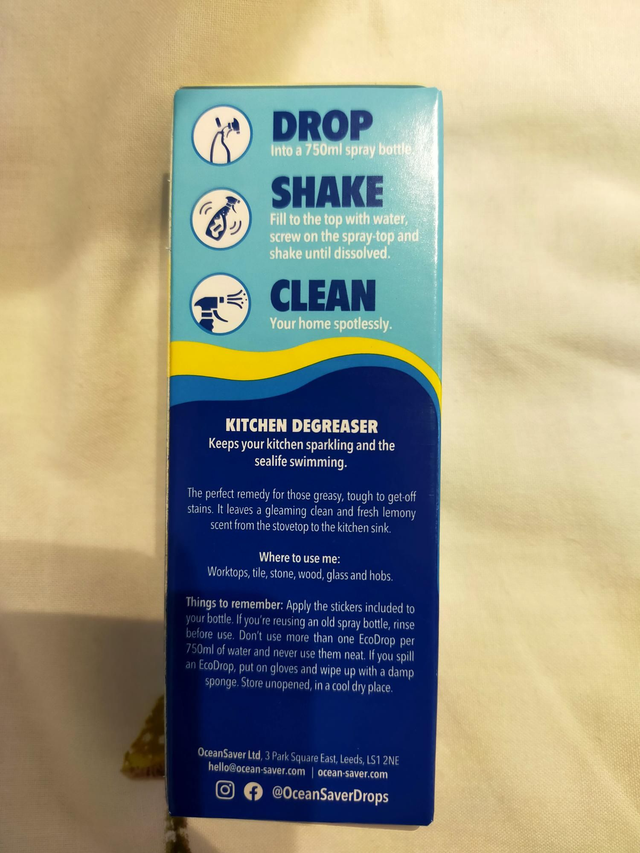 DROP
Into a 750ml spray bottle.
SHAKE
Fill to the top with water,
screw on the spray-top and
shake until dissolved.
CLEAN
Your home spotlessly.
KITCHEN DEGREASER
Keeps your kitchen sparkling and the
sealife swimming.
The perfect remedy for those greasy, tough to get-off
stains. It leaves a gleaming clean and fresh lemony
scent from the stovetop to the kitchen sink.
Where to use me:
Worktops, tile, stone, wood, glass and hobs.
Things to remember: Apply the stickers included to
your bottle. If you're reusing an old spray bottle, rinse
before use. Don't use more than one EcoDrop per
750ml of water and never use them neat. If you spill
an EcoDrop, put on gloves and wipe up with a damp
sponge. Store unopened, in a cool dry place.
OceanSaver Ltd, 3 Park Square East, Leeds, LS1 2NE
hello@ocean-saver.com | ocean-saver.com
@OceanSaverDrops